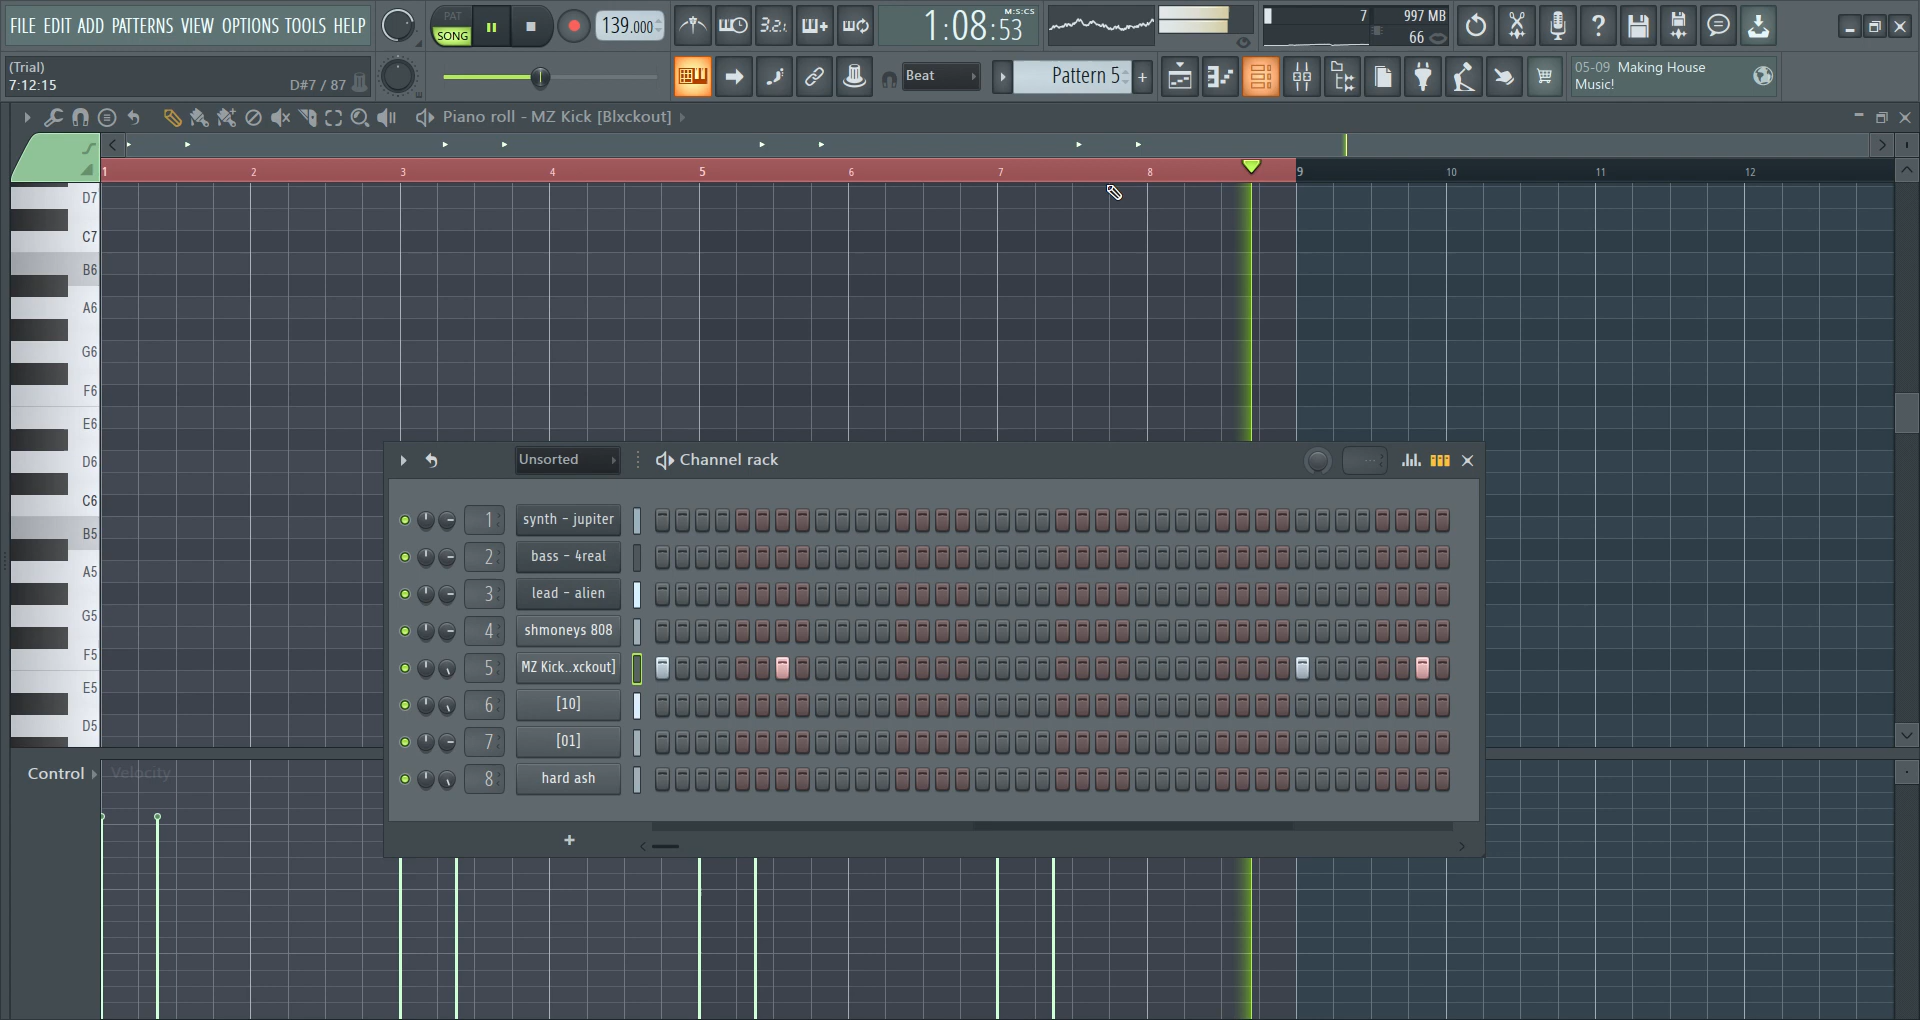 FILE EDIT ADD PATTERNS VIEW OPTIONS TOOLS HELP
PAT
SONG
139.000
3.2.1
1:08:53
M:S:CS
7
997 MB
66
(Trial)
7:12:15
D#7 / 87
Beat
Pattern 5
+
05-09 Making House
Music!
Piano roll - MZ Kick [Blxckout]
1 2 3 4 5 6 7 8 9 10 11 12
D7
C7
B6
A6
G6
F6
E6
D6
C6
B5
A5
G5
F5
E5
D5
Unsorted
Channel rack
1 synth - jupiter
2 bass - 4real
3 lead - alien
4 shmoneys 808
5 MZ Kick..xckout]
6 [10]
7 [01]
8 hard ash
+
Control
Velocity